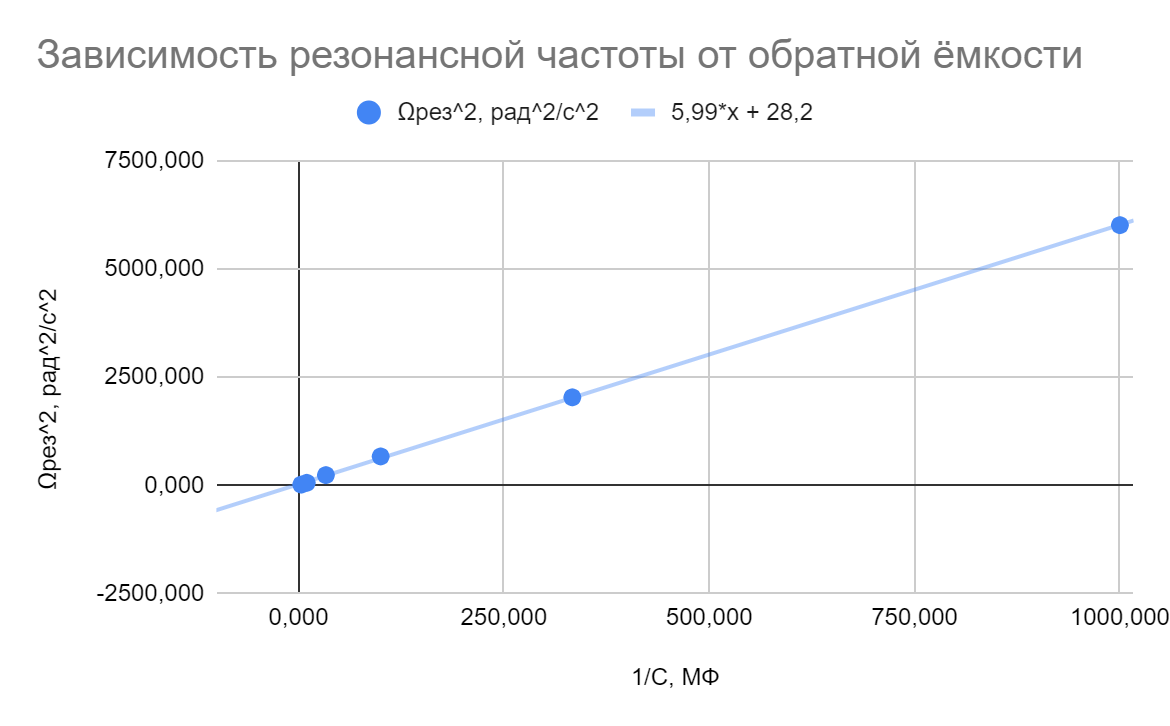 Зависимость резонансной частоты от обратной ёмкости
Ωрез^2, рад^2/с^2 5,99*x + 28,2
7500,000
5000,000
2500,000
0,000
-2500,000
Ωрез^2, рад^2/с^2
0,000 250,000 500,000 750,000 1000,000
1/C, МФ